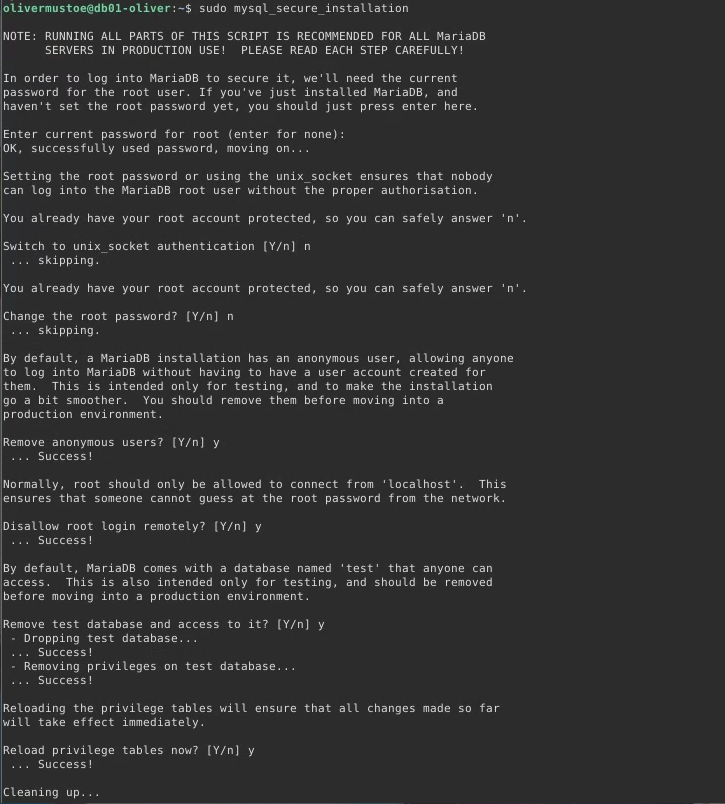 olivermustoe@db01-oliver:~$ sudo mysql_secure_installation
NOTE: RUNNING ALL PARTS OF THIS SCRIPT IS RECOMMENDED FOR ALL MariaDB
SERVERS IN PRODUCTION USE!  PLEASE READ EACH STEP CAREFULLY!
In order to log into MariaDB to secure it, we'll need the current
password for the root user. If you've just installed MariaDB, and
haven't set the root password yet, you should just press enter here.
Enter current password for root (enter for none):
OK, successfully used password, moving on...
Setting the root password or using the unix_socket ensures that nobody
can log into the MariaDB root user without the proper authorisation.
You already have your root account protected, so you can safely answer 'n'.
Switch to unix_socket authentication [Y/n] n
... skipping.
You already have your root account protected, so you can safely answer 'n'.
Change the root password? [Y/n] n
... skipping.
By default, a MariaDB installation has an anonymous user, allowing anyone
to log into MariaDB without having to have a user account created for
them.  This is intended only for testing, and to make the installation
go a bit smoother.  You should remove them before moving into a
production environment.
Remove anonymous users? [Y/n] y
... Success!
Normally, root should only be allowed to connect from 'localhost'.  This
ensures that someone cannot guess at the root password from the network.
Disallow root login remotely? [Y/n] y
... Success!
By default, MariaDB comes with a database named 'test' that anyone can
access.  This is also intended only for testing, and should be removed
before moving into a production environment.
Remove test database and access to it? [Y/n] y
- Dropping test database...
... Success!
- Removing privileges on test database...
... Success!
Reloading the privilege tables will ensure that all changes made so far
will take effect immediately.
Reload privilege tables now? [Y/n] y
... Success!
Cleaning up...